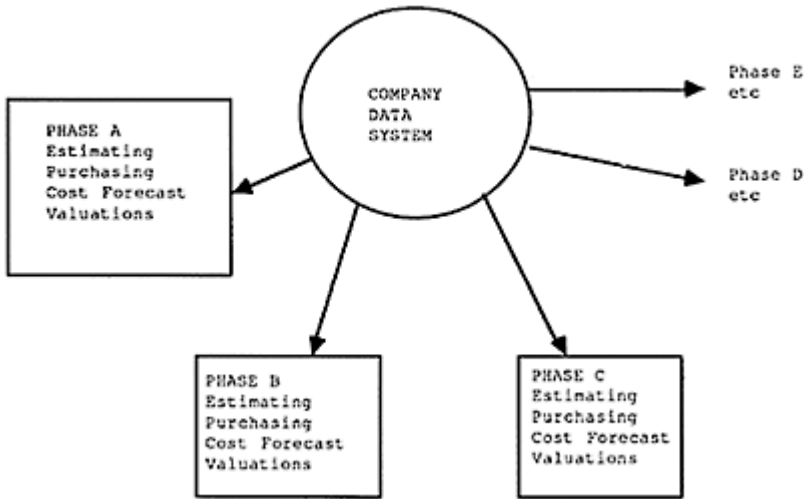 COMPANY
DATA
SYSTEM
Phase E
etc
Phase D
etc
PHASE A
Estimating
Purchasing
Cost Forecast
Valuations
PHASE B
Estimating
Purchasing
Cost Forecast
Valuations
PHASE C
Estimating
Purchasing
Cost Forecast
Valuations